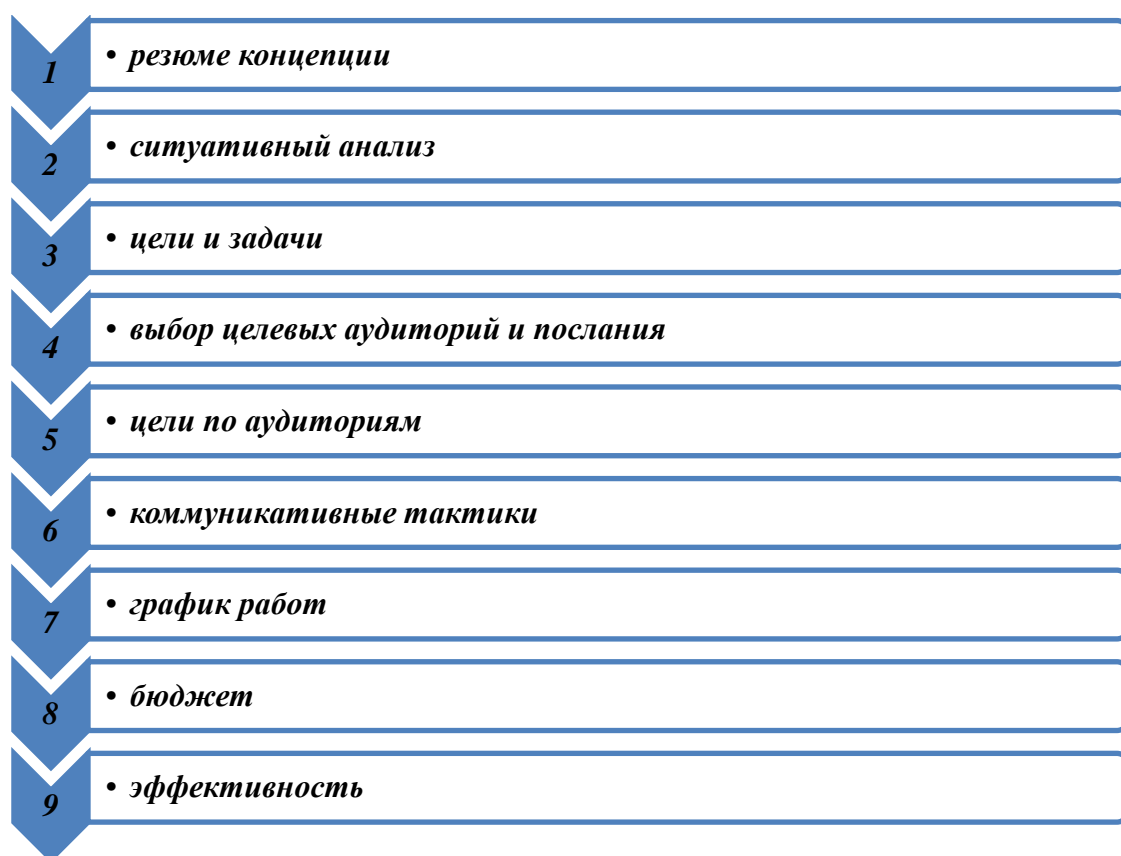 1 • резюме концепции
2 • ситуативный анализ
3 • цели и задачи
4 • выбор целевых аудиторий и послания
5 • цели по аудиториям
6 • коммуникативные тактики
7 • график работ
8 • бюджет
9 • эффективность